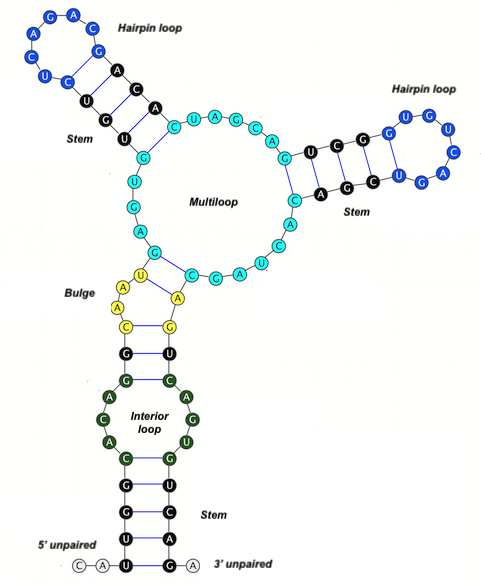 G A
C Hairpin loop
A
G
C
A
U C
C Hairpin loop
U A
G C U A G C U G U
Stem U A U C G G
G G C
U A G C U G A
Multiloop
G C Stem
A A
G C
U C G A U
Bulge A A
A
C G
G U
G C
A A
C Interior G
loop
A U
C G
G U
G C Stem
U A
5' unpaired
C A U G A 3' unpaired